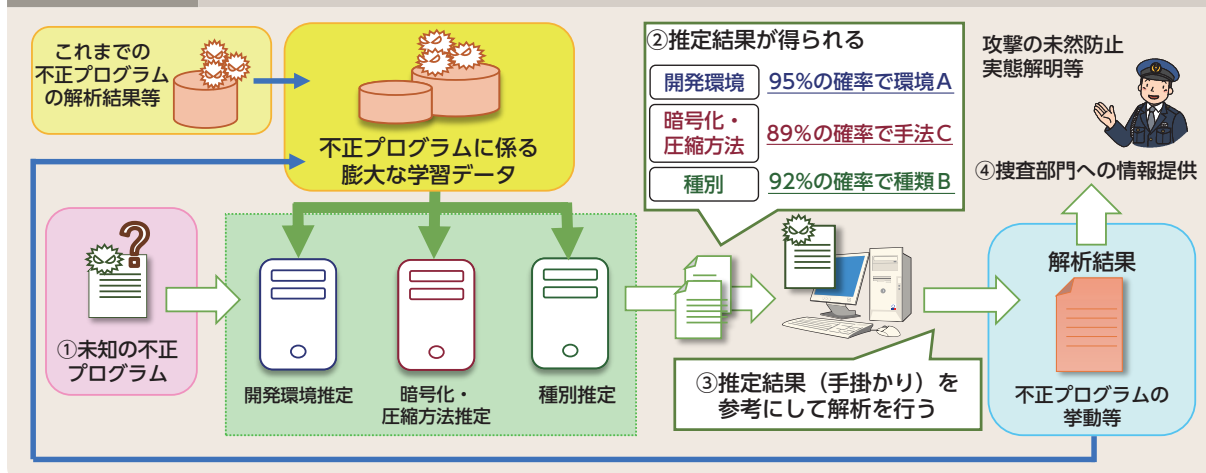 これまでの
不正プログラム
の解析結果等
不正プログラムに係る
膨大な学習データ
①未知の不正
プログラム
開発環境推定
暗号化・
圧縮方法推定
種別推定
②推定結果が得られる
開発環境 95%の確率で環境A
暗号化・
圧縮方法 89%の確率で手法C
種別 92%の確率で種類B
③推定結果（手掛かり）を
参考にして解析を行う
攻撃の未然防止
実態解明等
④捜査部門への情報提供
解析結果
不正プログラムの
挙動等